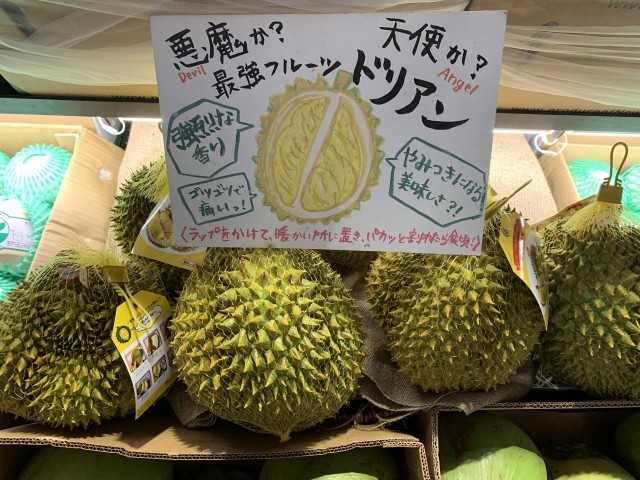 悪魔か?
Devil
天使か?
Angel
最強フルーツ
ドリアン
強烈な
香り
ゴツゴツで
痛いっ!
やみつきになる
美味しさ?!
〈ラップをかけて、暖かい所に置き、パカッと割れたら食頃!〉